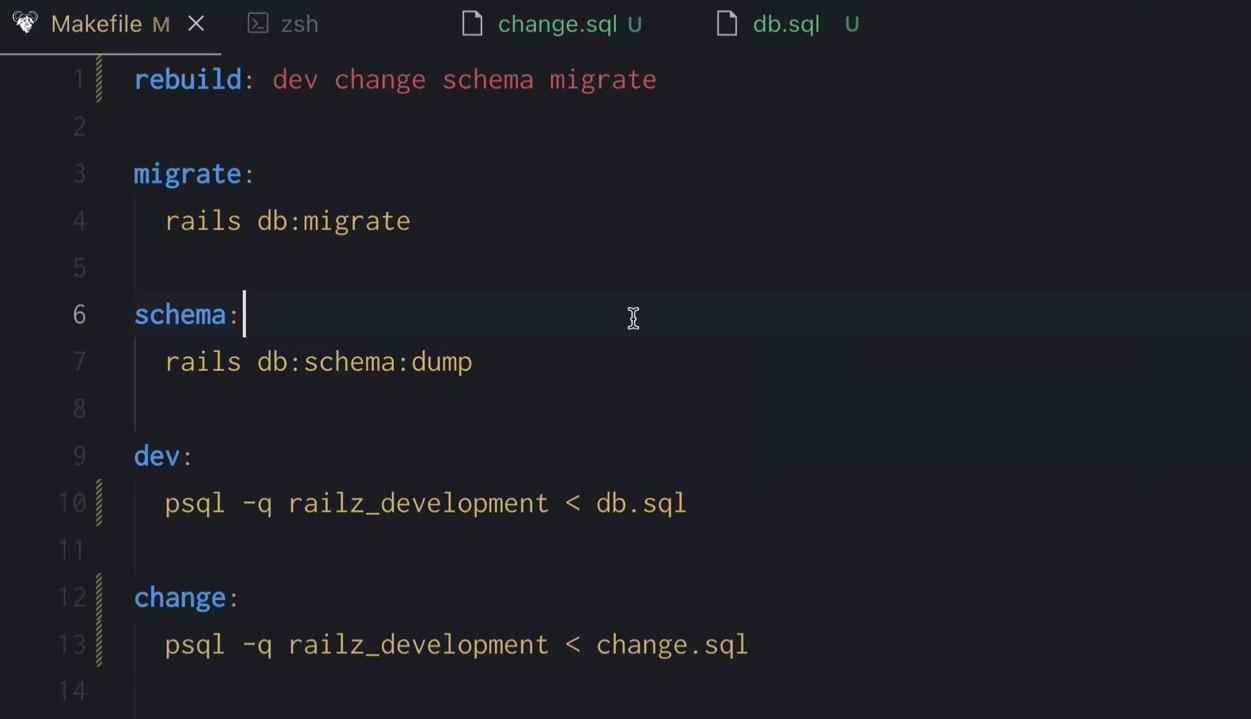 Makefile M zsh change.sql U db.sql U
1 rebuild: dev change schema migrate
2
3 migrate:
4 rails db:migrate
5
6 schema:
7 rails db:schema:dump
8
9 dev:
10 psql -q railz_development < db.sql
11
12 change:
13 psql -q railz_development < change.sql
14